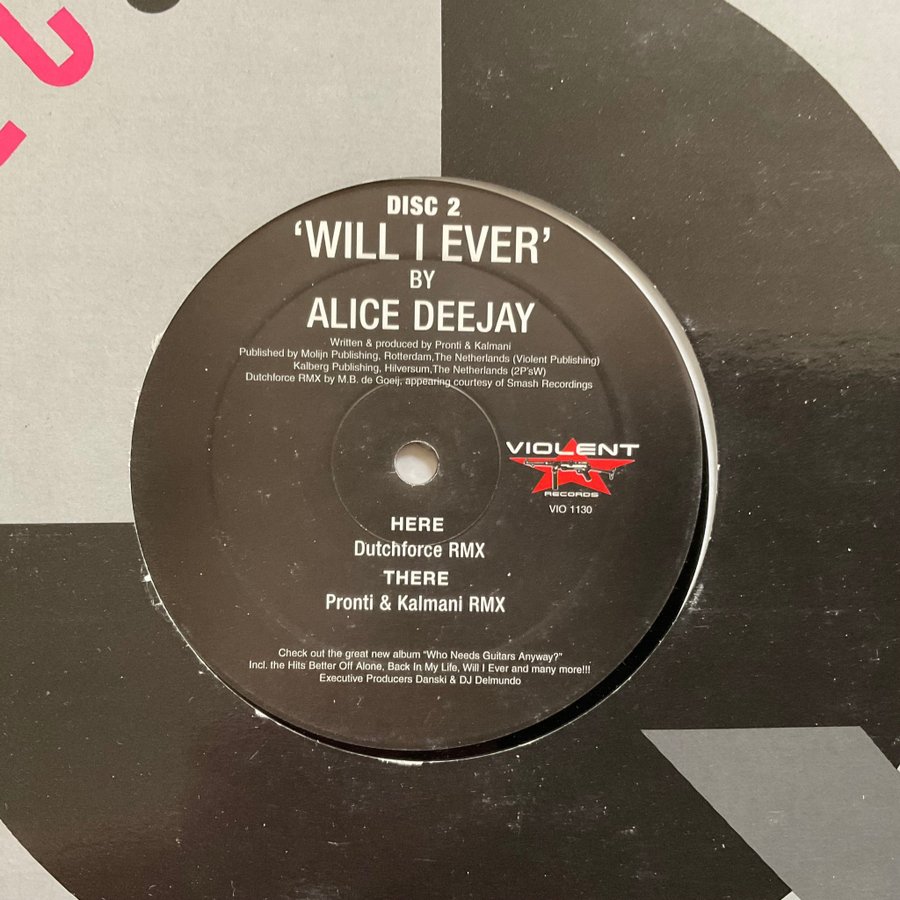 DISC 2
‘WILL I EVER’
BY
ALICE DEEJAY
Written & produced by Pronti & Kalmani
Published by Molijn Publishing, Rotterdam,The Netherlands (Violent Publishing)
Kalberg Publishing, Hilversum,The Netherlands (2P'sW)
Dutchforce RMX by M.B. de Goeij, appearing courtesy of Smash Recordings
VIOLENT
RECORDS
VIO 1130
HERE
Dutchforce RMX
THERE
Pronti & Kalmani RMX
Check out the great new album “Who Needs Guitars Anyway?”
Incl. the Hits Better Off Alone, Back In My Life, Will I Ever and many more!!!
Executive Producers Danski & DJ Delmundo